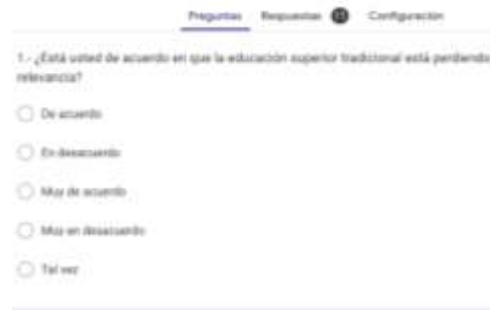 Preguntas Respuestas Configuración
1.- ¿Está usted de acuerdo en que la educación superior tradicional está perdiendo
relevancia?
De acuerdo
En desacuerdo
Muy de acuerdo
Muy en desacuerdo
Tal vez